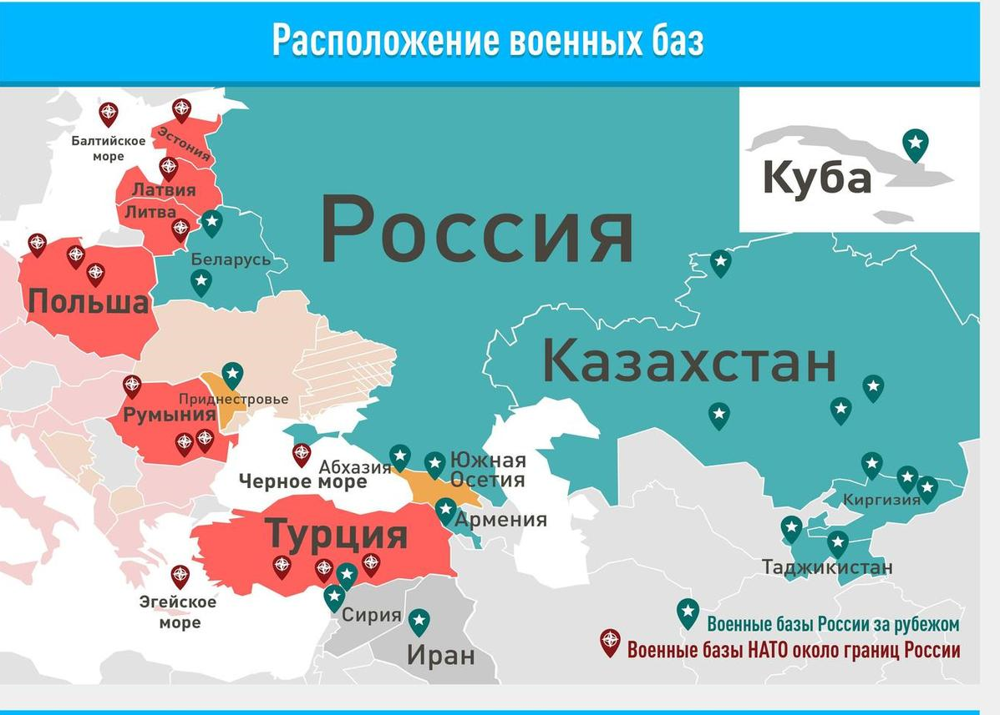 Расположение военных баз
Балтийское
море
Эстония
Латвия
Литва
Беларусь
Россия
Куба
Польша
Казахстан
Приднестровье
Румыния
Абхазия
Южная
Осетия
Черное море
Армения
Киргизия
Турция
Таджикистан
Эгейское
море
Сирия
Иран
Военные базы России за рубежом
Военные базы НАТО около границ России